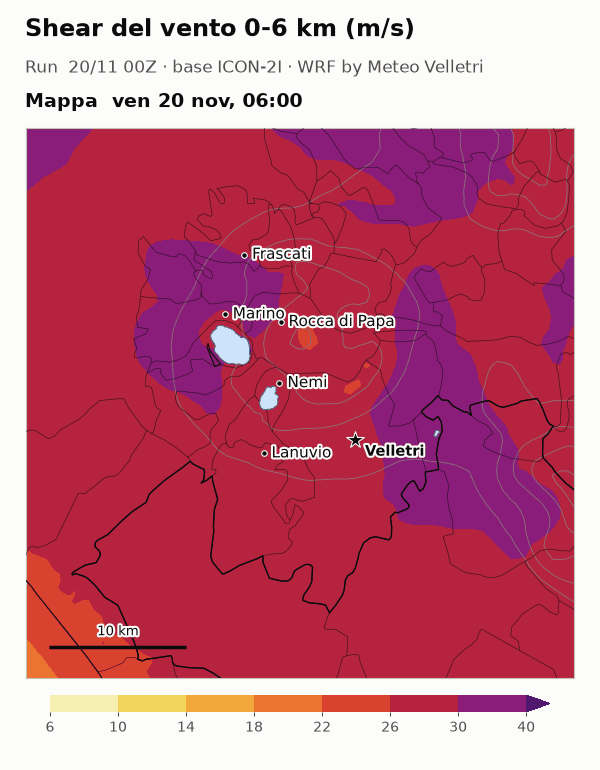 Shear del vento 0-6 km (m/s)
Run  20/11 00Z · base ICON-2I · WRF by Meteo Velletri
Mappa  ven 20 nov, 06:00
Frascati
Marino
Rocca di Papa
Nemi
Velletri
Lanuvio
10 km
6 10 14 18 22 26 30 40